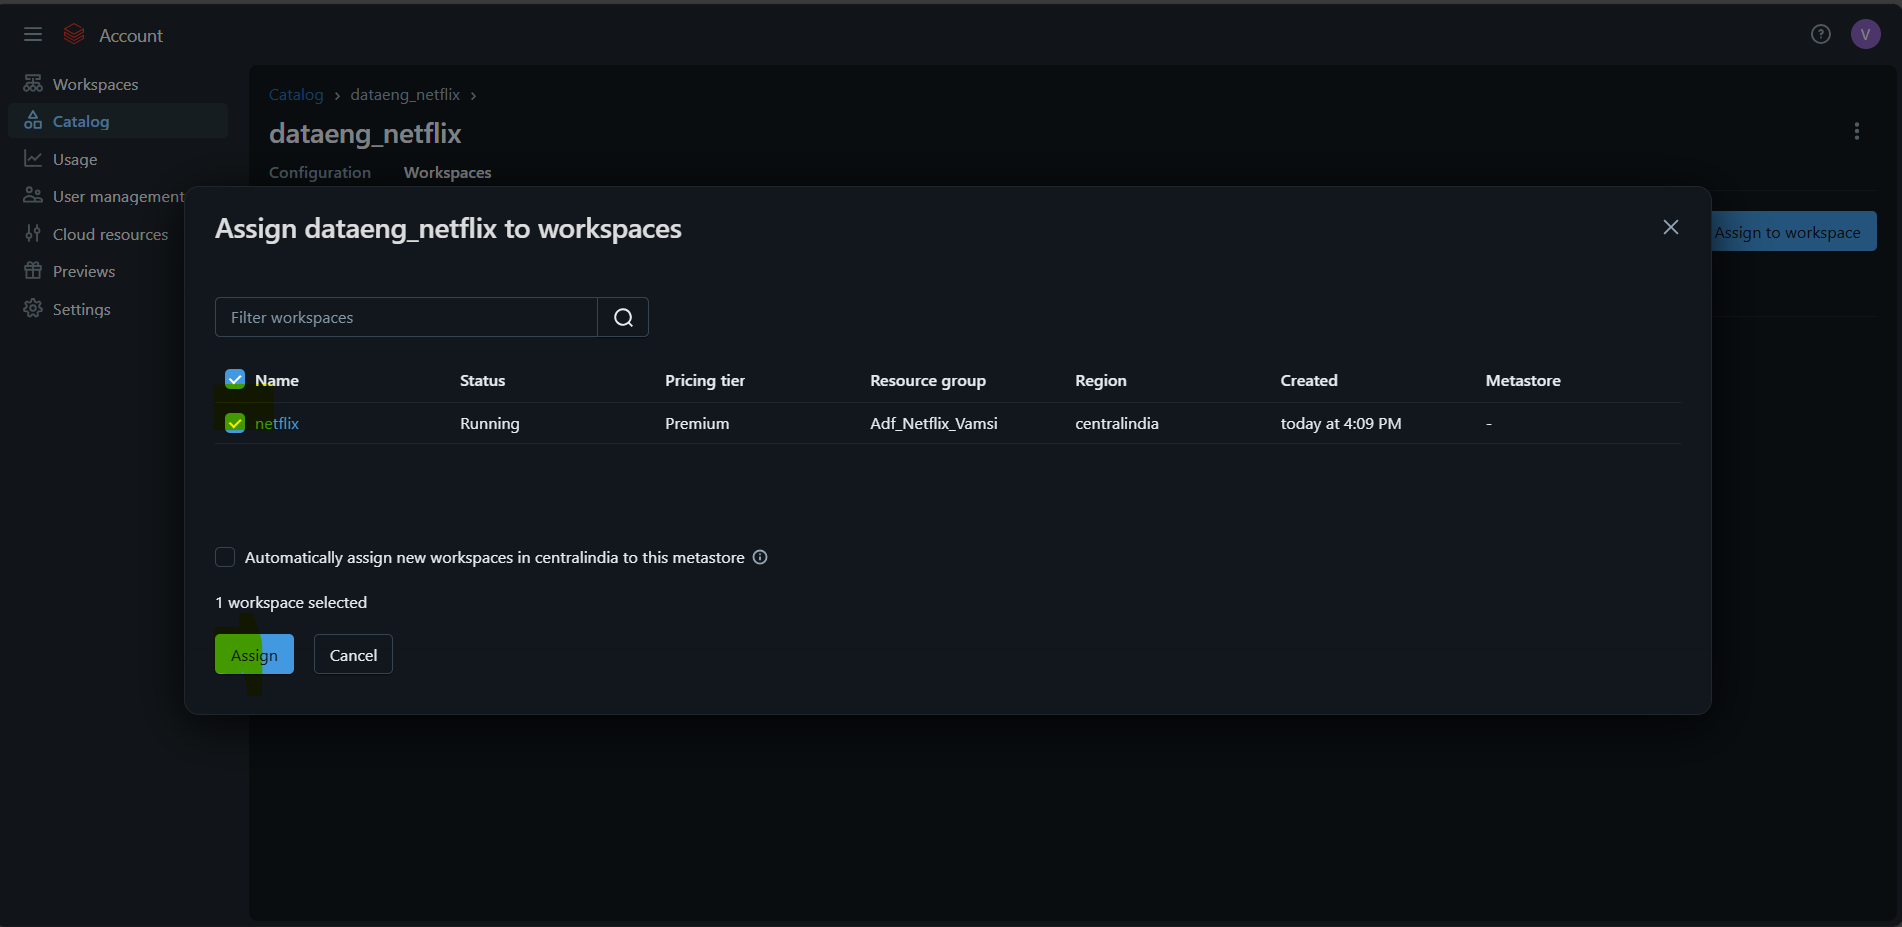 Account
V
Workspaces
Catalog
Usage
User management
Cloud resources
Previews
Settings
Catalog › dataeng_netflix ›
dataeng_netflix
Configuration Workspaces
Assign to workspace
Assign dataeng_netflix to workspaces
Filter workspaces
Name Status Pricing tier Resource group Region Created Metastore
netflix Running Premium Adf_Netflix_Vamsi centralindia today at 4:09 PM -
Automatically assign new workspaces in centralindia to this metastore
1 workspace selected
Assign Cancel